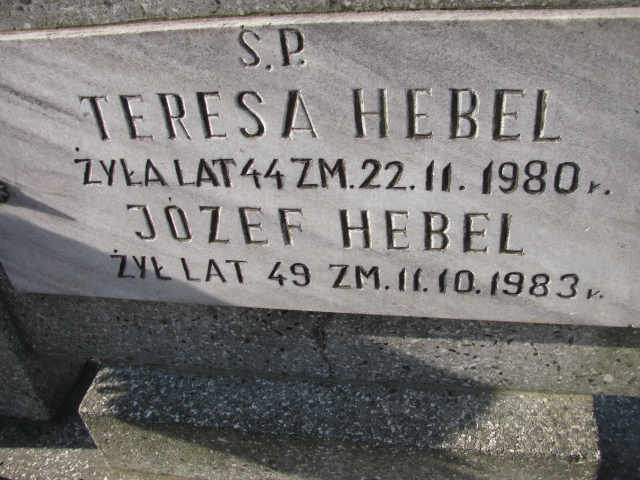 Ś.P.
TERESA HEBEL
ŻYŁA LAT 44 ZM. 22. 11. 1980 r.
JÓZEF HEBEL
ŻYŁ LAT 49 ZM. 11. 10. 1983 r.